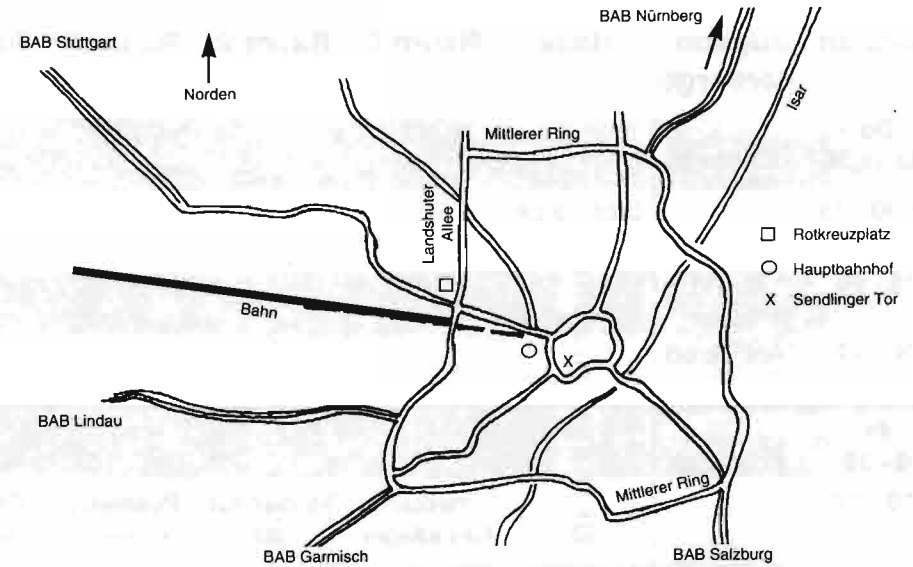 BAB Nürnberg
BAB Stuttgart
Norden
Isar
Mittlerer Ring
Landshuter
Allee
Rotkreuzplatz
Hauptbahnhof
X Sendlinger Tor
Bahn
X
BAB Lindau
Mittlerer Ring
BAB Garmisch
BAB Salzburg